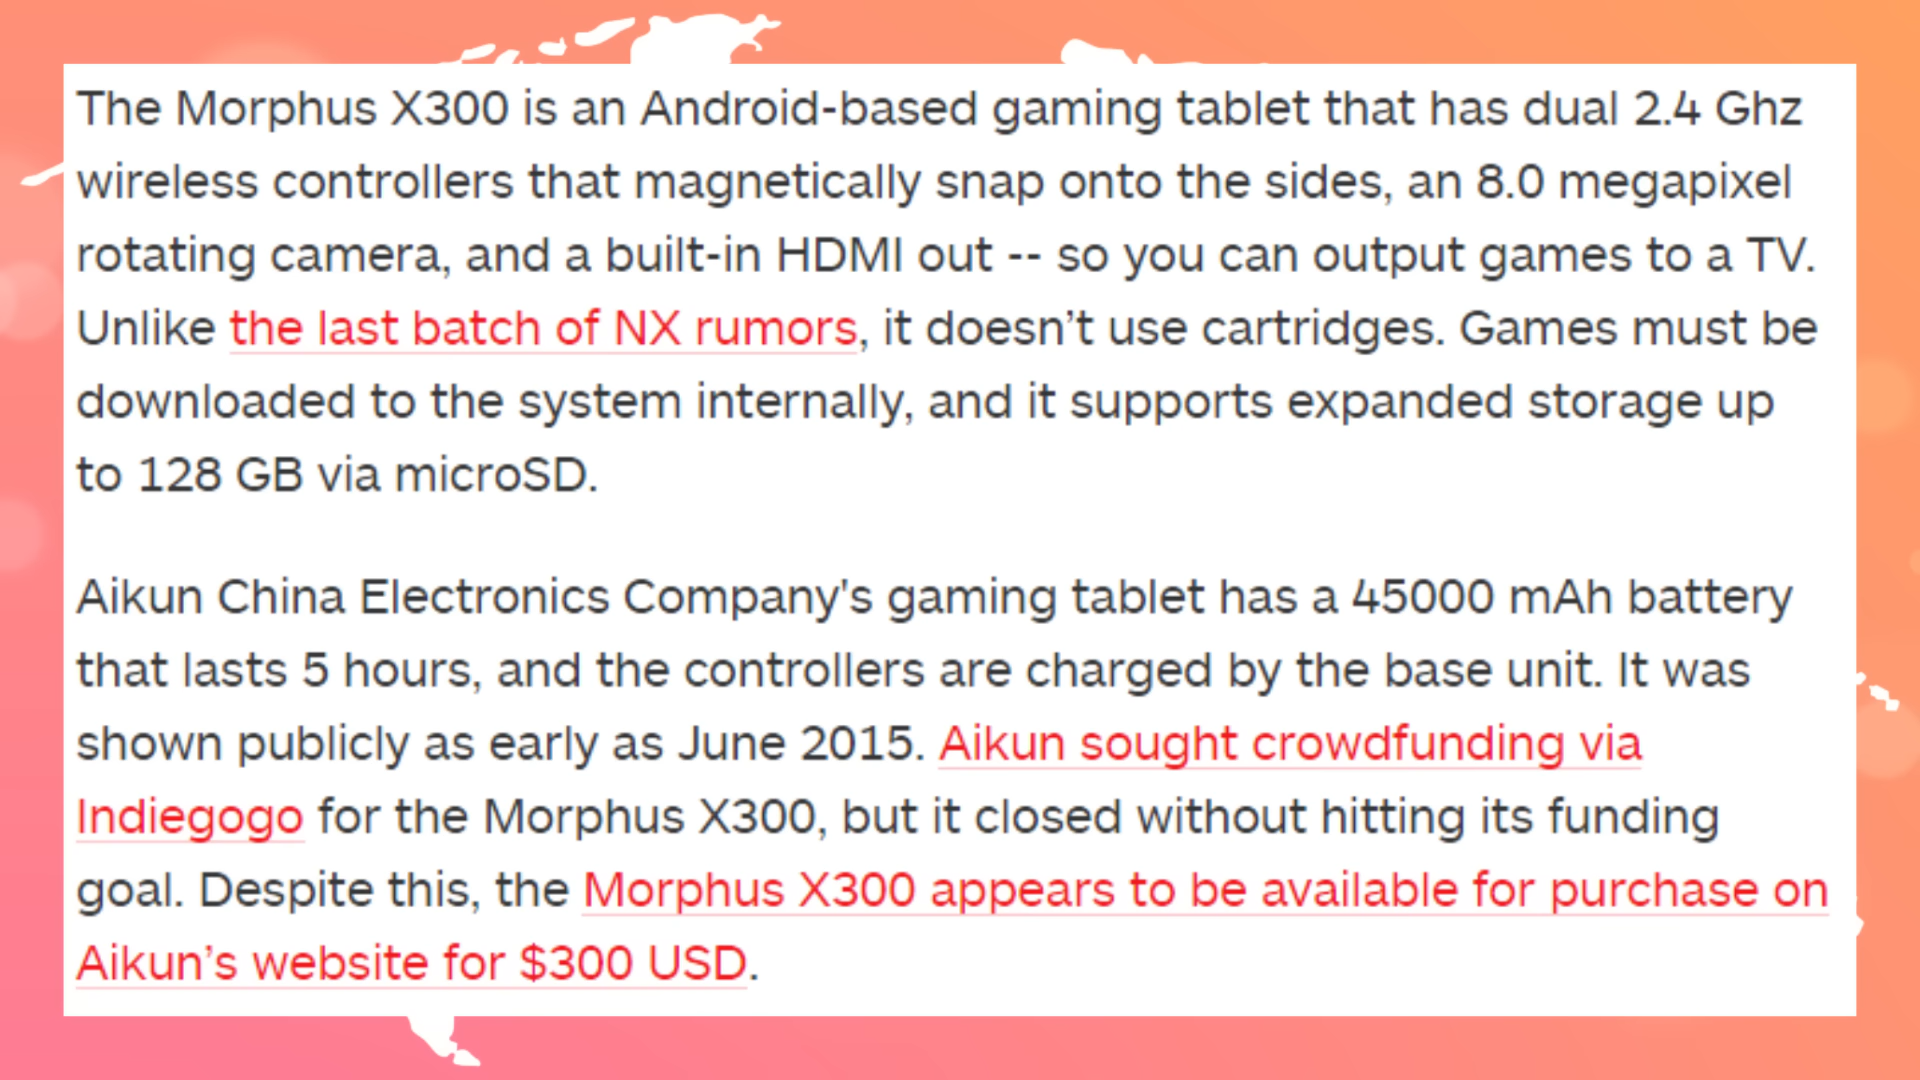 The Morphus X300 is an Android-based gaming tablet that has dual 2.4 Ghz
wireless controllers that magnetically snap onto the sides, an 8.0 megapixel
rotating camera, and a built-in HDMI out -- so you can output games to a TV.
Unlike the last batch of NX rumors, it doesn’t use cartridges. Games must be
downloaded to the system internally, and it supports expanded storage up
to 128 GB via microSD.
Aikun China Electronics Company's gaming tablet has a 45000 mAh battery
that lasts 5 hours, and the controllers are charged by the base unit. It was
shown publicly as early as June 2015. Aikun sought crowdfunding via
Indiegogo for the Morphus X300, but it closed without hitting its funding
goal. Despite this, the Morphus X300 appears to be available for purchase on
Aikun’s website for $300 USD.